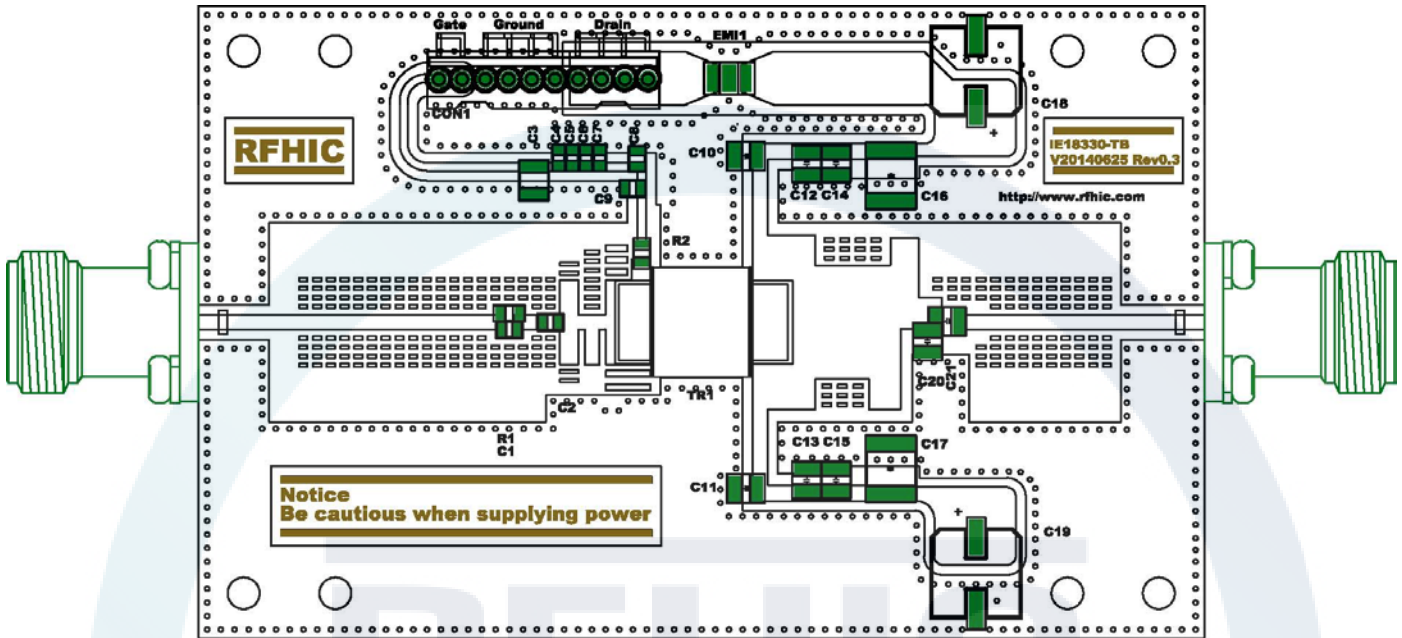 Gate Ground Drain
EMI1
CON1
C18
RFHIC
IE18330-TB
V20140625 Rev0.3
C3 C4 C5 C6 C7 C8
C10
C9
C12 C14
C16
http://www.rfhic.com
R2
C20 C21
C2
TR1
R1
C1
C13 C15
C17
C11
Notice
Be cautious when supplying power
C19
RFHIC